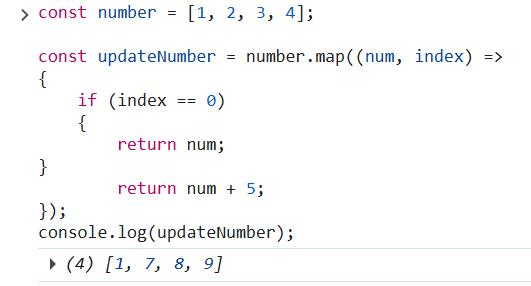 const number = [1, 2, 3, 4];
const updateNumber = number.map((num, index) =>
{
if (index == 0)
{
return num;
}
return num + 5;
});
console.log(updateNumber);
(4) [1, 7, 8, 9]